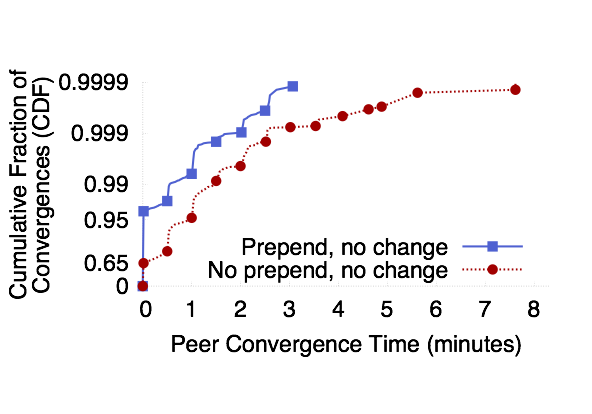 Cumulative Fraction of
Convergences (CDF)
0.9999
0.999
0.99
0.95
0.65
0
Prepend, no change
No prepend, no change
0 1 2 3 4 5 6 7 8
Peer Convergence Time (minutes)